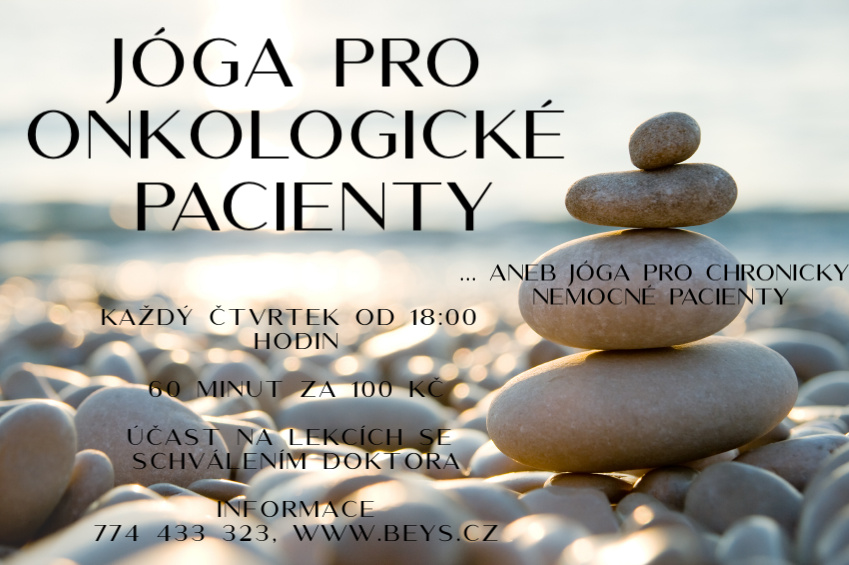 JÓGA PRO
ONKOLOGICKÉ
PACIENTY
... ANEB JÓGA PRO CHRONICKY
NEMOCNÉ PACIENTY
KAŽDÝ ČTVRTEK OD 18:00
HODIN
60 MINUT ZA 100 KČ
ÚČAST NA LEKCÍCH SE
SCHVÁLENÍM DOKTORA
INFORMACE
774 433 323, WWW.BEYS.CZ